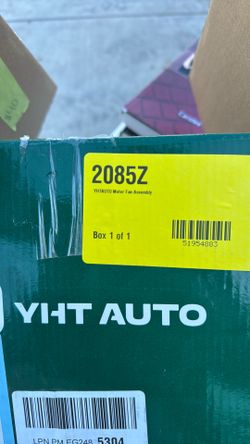 2085Z
YHTAUTO Motor Fan Assembly
Box 1 of 1
51954883
YHT AUTO
LPN PM EG248 5304